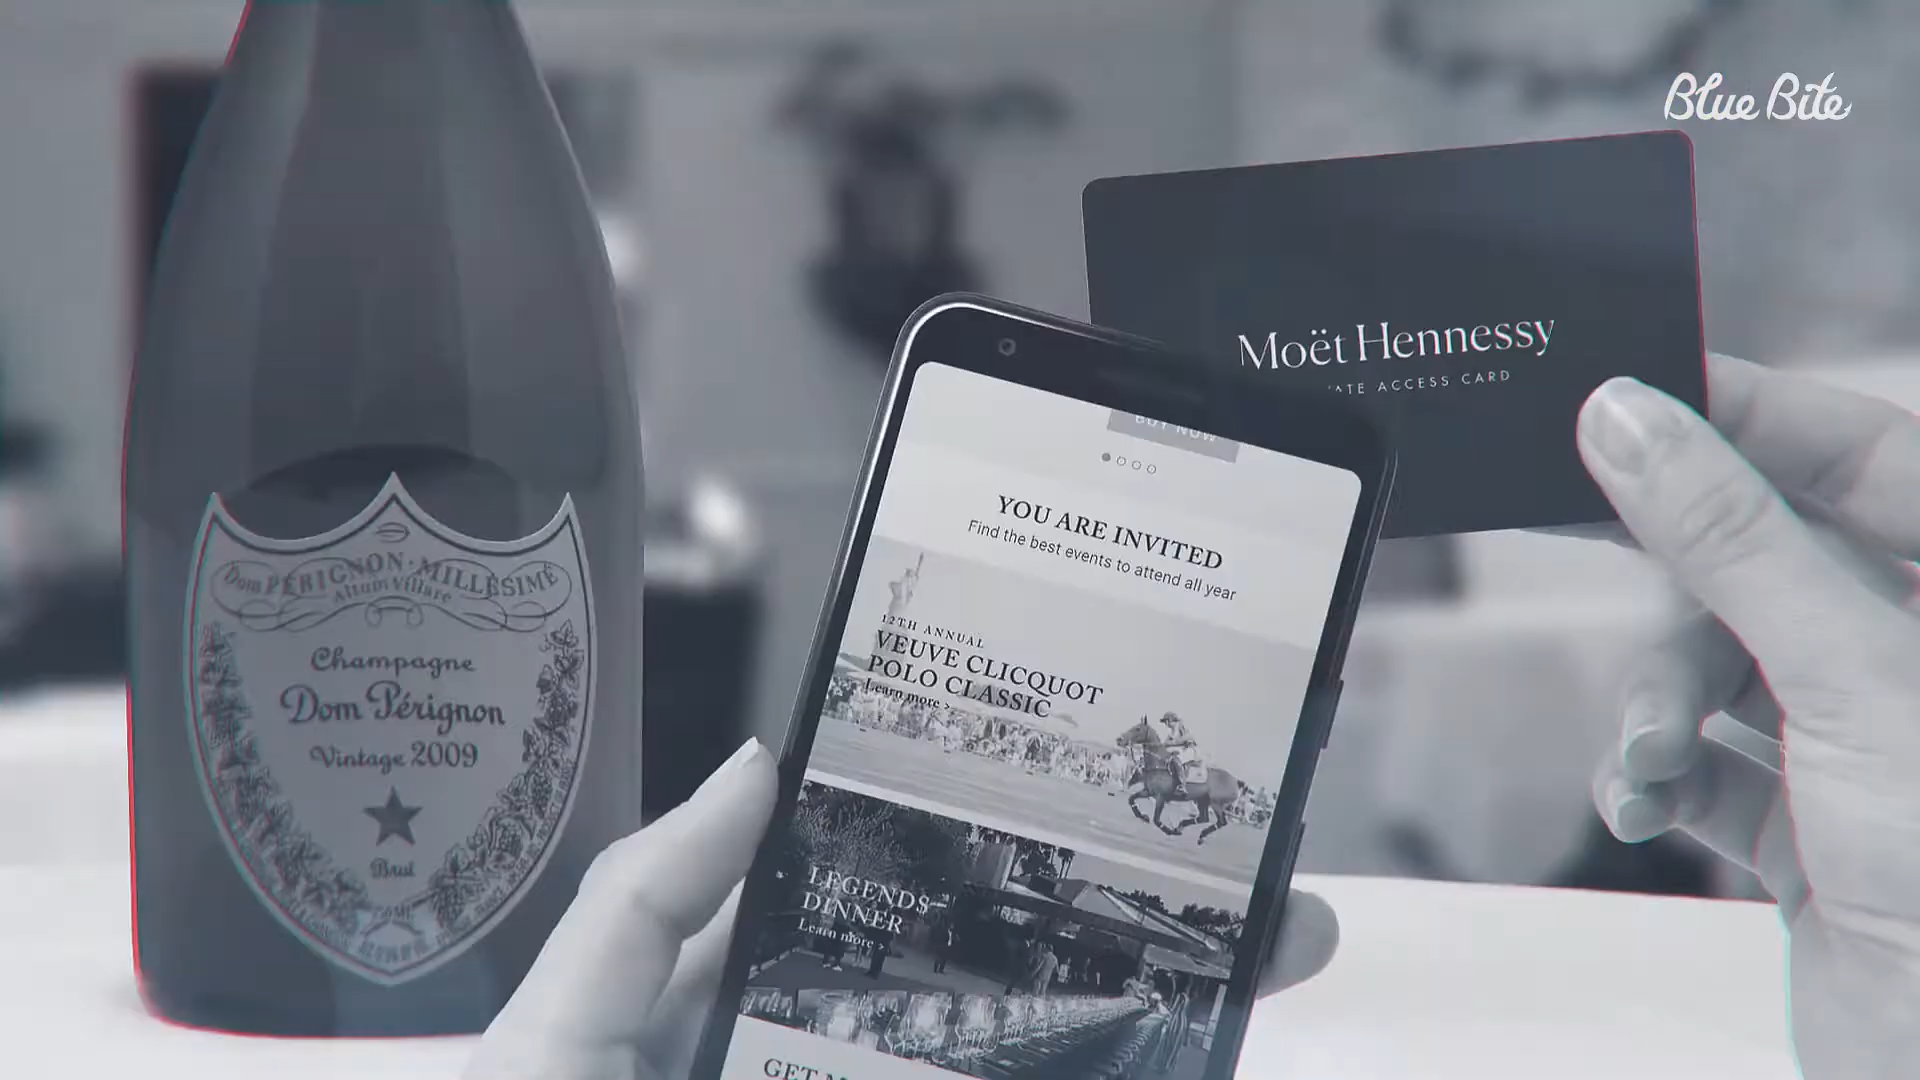 Blue Bite
Moët Hennessy
ACCESS CARD
BUY NOW
YOU ARE INVITED
Find the best events to attend all year
12TH ANNUAL
VEUVE CLICQUOT
POLO CLASSIC
Learn more >
LEGENDS
DINNER
Learn more >
GET
Dom PÉRIGNON · MILLÉSIMÉ
Altum Villare
Champagne
Dom Pérignon
Vintage 2009
Brut